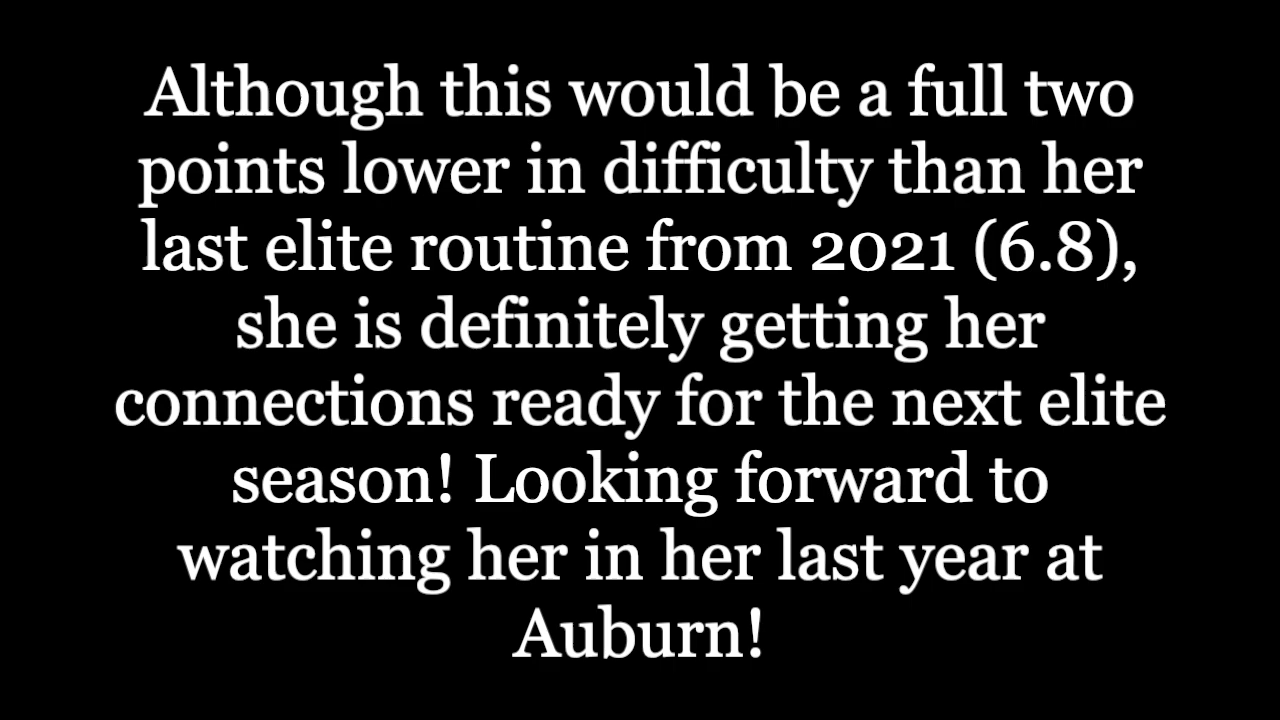 Although this would be a full two
points lower in difficulty than her
last elite routine from 2021 (6.8),
she is definitely getting her
connections ready for the next elite
season! Looking forward to
watching her in her last year at
Auburn!